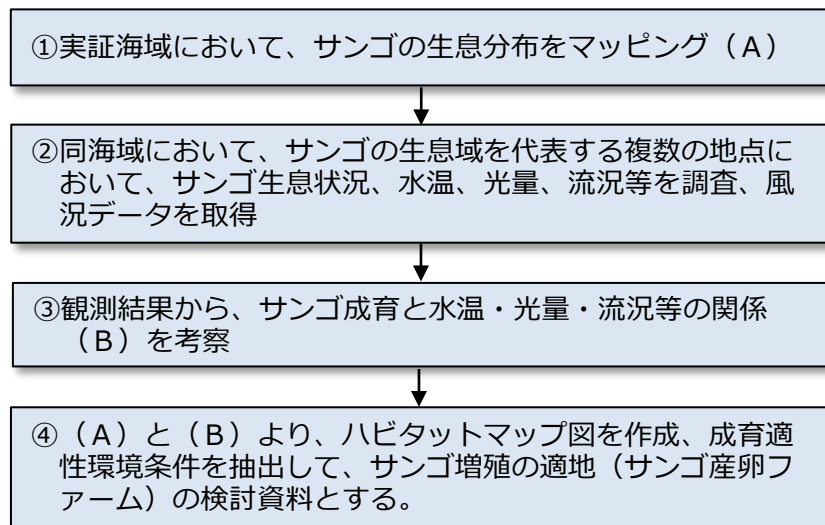 ①実証海域において、サンゴの生息分布をマッピング（Ａ）
②同海域において、サンゴの生息域を代表する複数の地点に
おいて、サンゴ生息状況、水温、光量、流況等を調査、風
況データを取得
③観測結果から、サンゴ成育と水温・光量・流況等の関係
（Ｂ）を考察
④（Ａ）と（Ｂ）より、ハビタットマップ図を作成、成育適
性環境条件を抽出して、サンゴ増殖の適地（サンゴ産卵フ
ァーム）の検討資料とする。